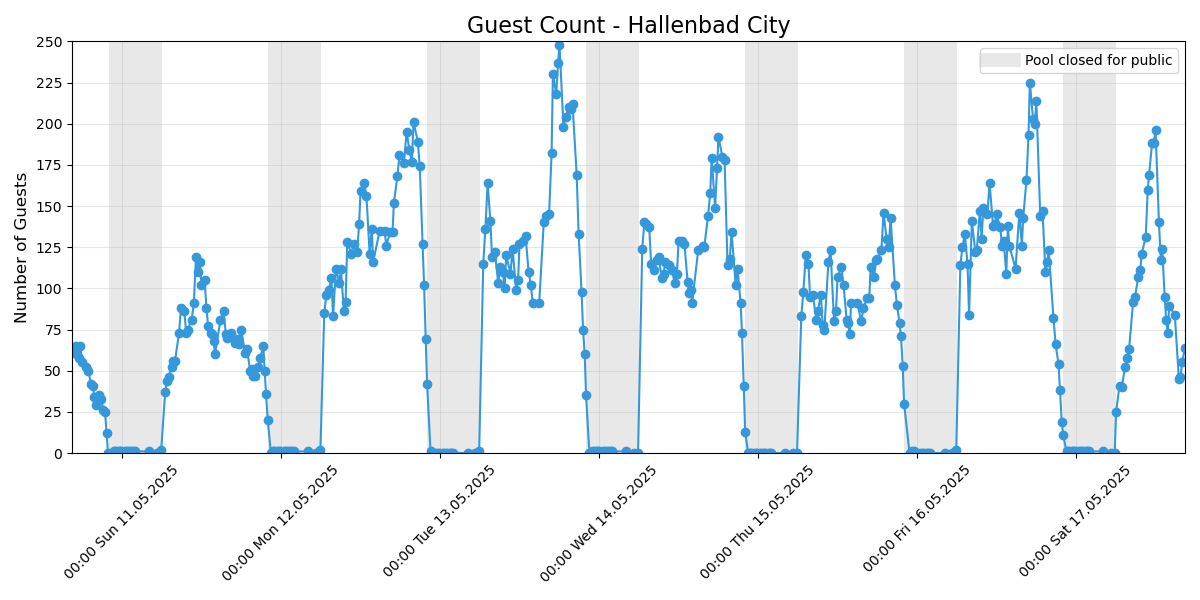 Guest Count - Hallenbad City
Pool closed for public
Number of Guests
250
225
200
175
150
125
100
75
50
25
0
00:00 Sun 11.05.2025
00:00 Mon 12.05.2025
00:00 Tue 13.05.2025
00:00 Wed 14.05.2025
00:00 Thu 15.05.2025
00:00 Fri 16.05.2025
00:00 Sat 17.05.2025